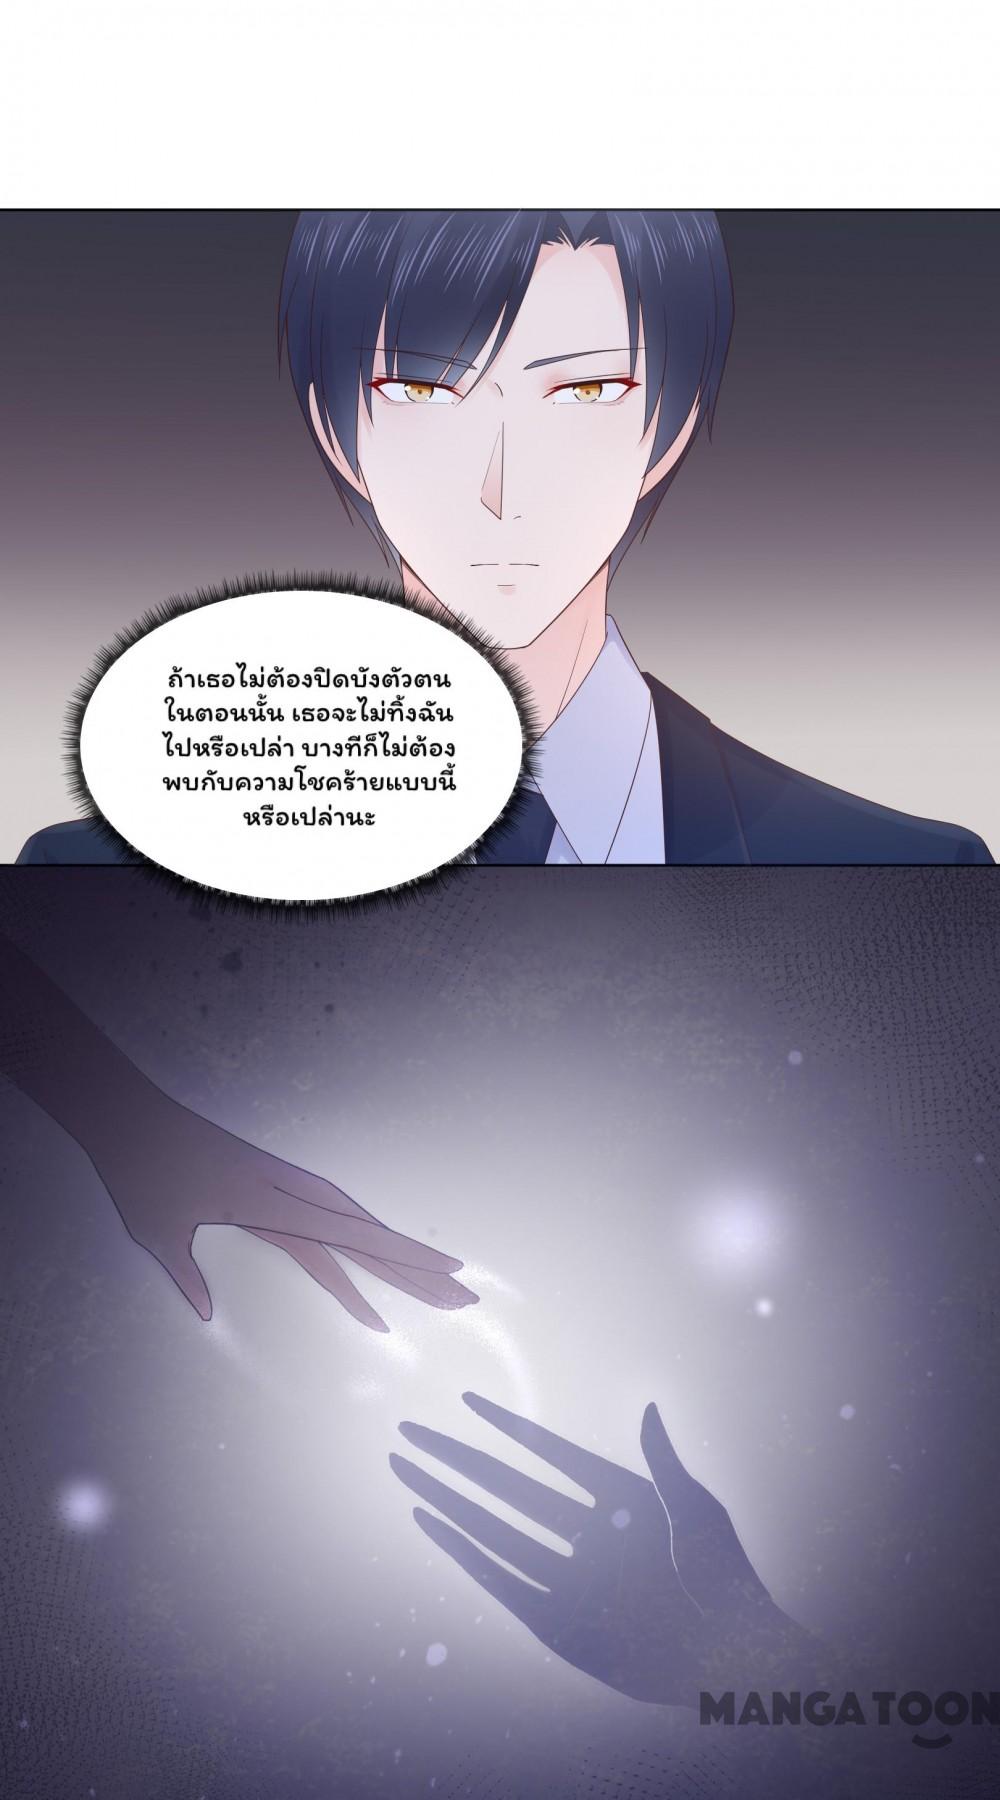 ถ้าเธอไม่ต้องปิดบังตัวตน
ในตอนนั้น เธอจะไม่ทิ้งฉัน
ไปหรือเปล่า บางทีก็ไม่ต้อง
พบกับความโชคร้ายแบบนี้
หรือเปล่านะ
MANGATOON